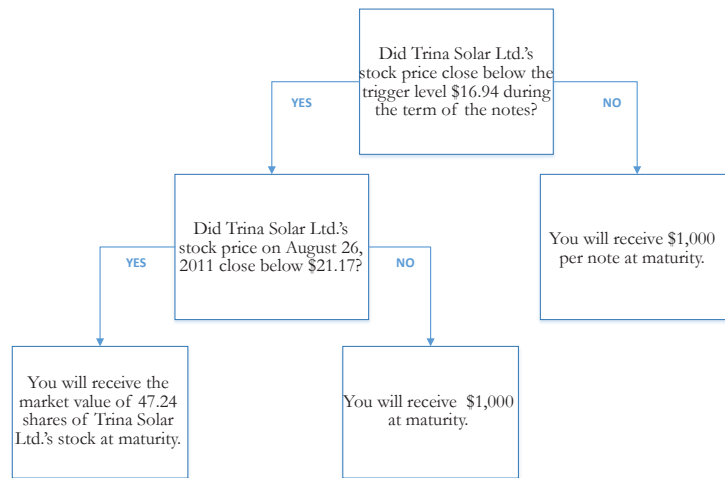 Did Trina Solar Ltd.'s
stock price close below the
trigger level $16.94 during
the term of the notes?
YES
NO
Did Trina Solar Ltd.'s
stock price on August 26,
2011 close below $21.17?
You will receive $1,000
per note at maturity.
YES
NO
You will receive the
market value of 47.24
shares of Trina Solar
Ltd.'s stock at maturity.
You will receive $1,000
at maturity.